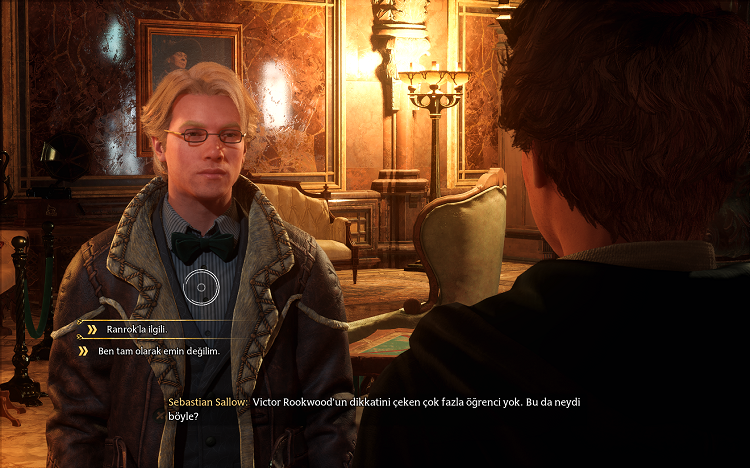 Ranrok'la ilgili.
Ben tam olarak emin değilim.
Sebastian Sallow: Victor Rookwood'un dikkatini çeken çok fazla öğrenci yok. Bu da neydi
böyle?